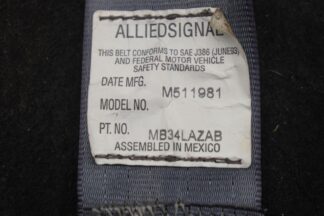 ALLIEDSIGNAL
THIS BELT CONFORMS TO SAE J386 (JUNE93)
AND FEDERAL MOTOR VEHICLE
SAFETY STANDARDS
DATE MFG. M511981
MODEL NO.
PT. NO. MB34LAZAB
ASSEMBLED IN MEXICO